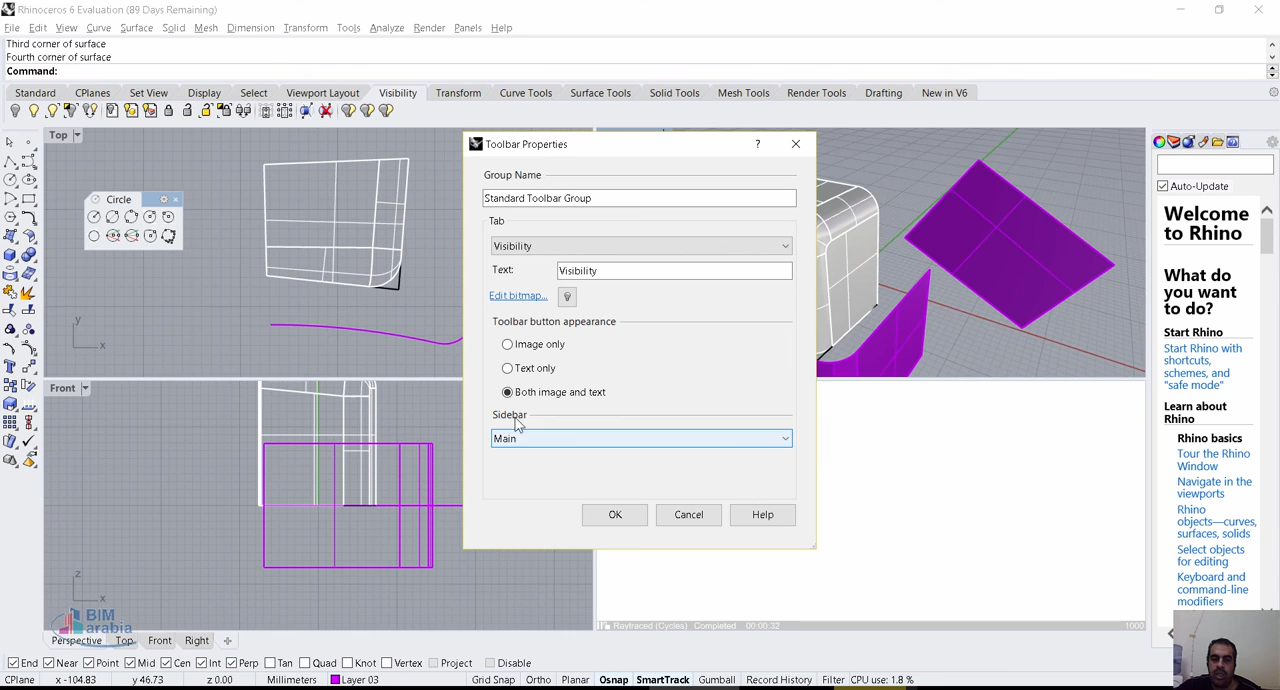 Rhinoceros 6 Evaluation (89 Days Remaining)
File Edit View Curve Surface Solid Mesh Dimension Transform Tools Analyze Render Panels Help
Third corner of surface
Fourth corner of surface
Command:
Standard CPlanes Set View Display Select Viewport Layout Visibility Transform Curve Tools Surface Tools Solid Tools Mesh Tools Render Tools Drafting New in V6
Top
Circle
y
x
Front
z
x
Toolbar Properties
?
Group Name
Standard Toolbar Group
Tab
Visibility
Text: Visibility
Edit bitmap...
Toolbar button appearance
Image only
Text only
Both image and text
Sidebar
Main
OK Cancel Help
Auto-Update
Welcome
to Rhino
What do
you want
to do?
Start Rhino
Start Rhino with
shortcuts,
schemes, and
"safe mode"
Learn about
Rhino
Rhino basics
Tour the Rhino
Window
Navigate in the
viewports
Rhino
objects—curves,
surfaces, solids
Select objects
for editing
Keyboard and
command-line
modifiers
BIM
arabia
Raytraced (Cycles) Completed 00:00:32 1000
Perspective Top Front Right
End Near Point Mid Cen Int Perp Tan Quad Knot Vertex Project Disable
CPlane x -104.83 y 46.73 z 0.00 Millimeters Layer 03 Grid Snap Ortho Planar Osnap SmartTrack Gumball Record History Filter CPU use: 1.8 %